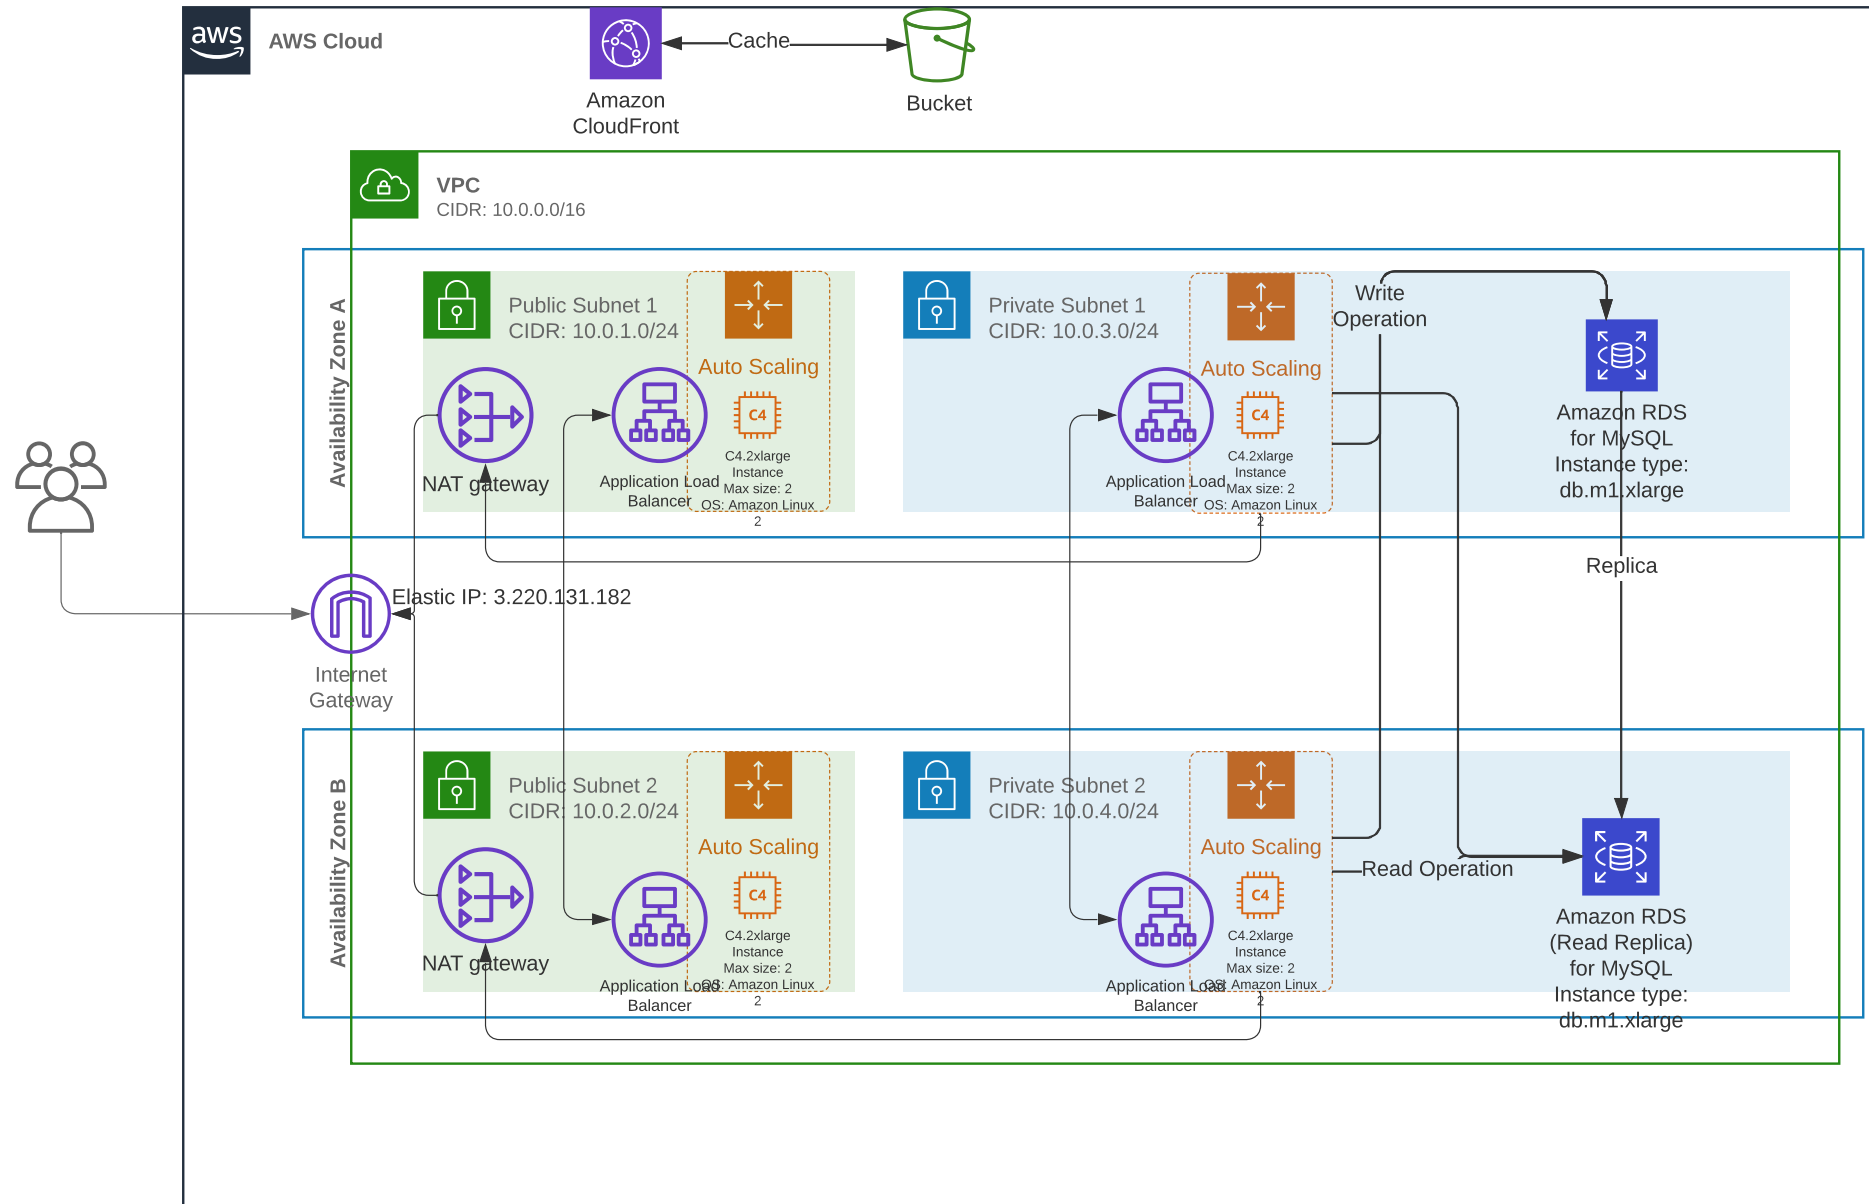 aws
AWS Cloud
Cache
Amazon
CloudFront
Bucket
VPC
CIDR: 10.0.0.0/16
Availability Zone A
Public Subnet 1
CIDR: 10.0.1.0/24
Auto Scaling
C4
C4.2xlarge
Instance
Max size: 2
OS: Amazon Linux
2
NAT gateway
Application Load
Balancer
Private Subnet 1
CIDR: 10.0.3.0/24
Auto Scaling
C4
C4.2xlarge
Instance
Max size: 2
OS: Amazon Linux
2
Application Load
Balancer
Write
Operation
Amazon RDS
for MySQL
Instance type:
db.m1.xlarge
Replica
Elastic IP: 3.220.131.182
Internet
Gateway
Availability Zone B
Public Subnet 2
CIDR: 10.0.2.0/24
Auto Scaling
C4
C4.2xlarge
Instance
Max size: 2
OS: Amazon Linux
2
NAT gateway
Application Load
Balancer
Private Subnet 2
CIDR: 10.0.4.0/24
Auto Scaling
C4
C4.2xlarge
Instance
Max size: 2
OS: Amazon Linux
2
Application Load
Balancer
Read Operation
Amazon RDS
(Read Replica)
for MySQL
Instance type:
db.m1.xlarge